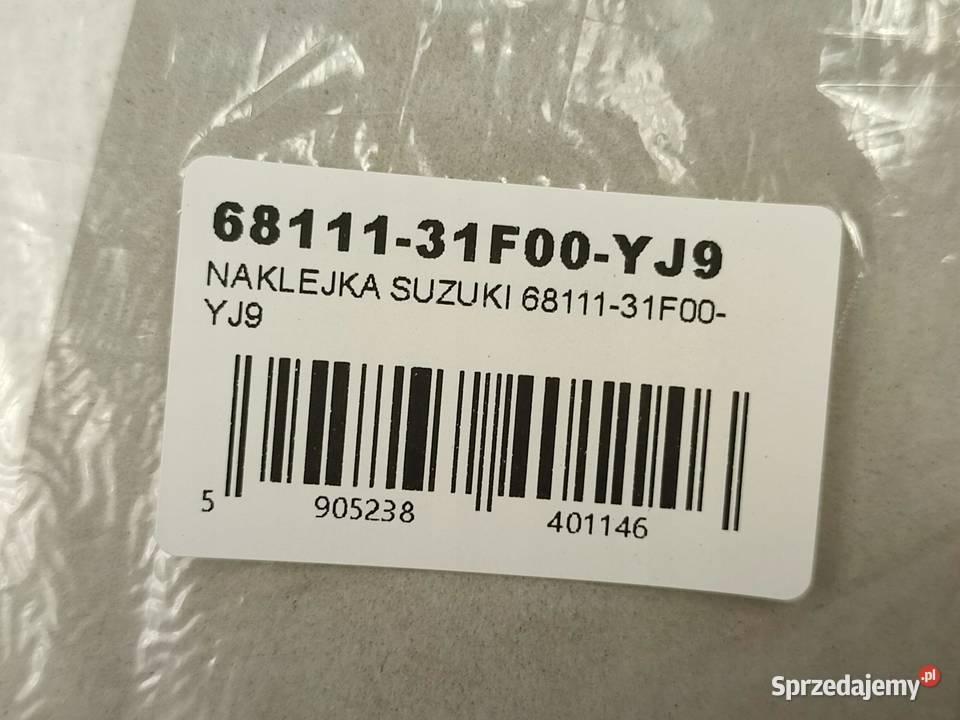 68111-31F00-YJ9
NAKLEJKA SUZUKI 68111-31F00-
YJ9
5 905238 401146
Sprzedajemy.pl